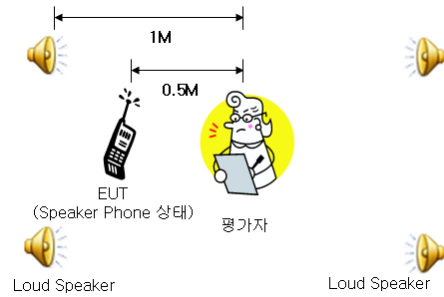 1M
0.5M
EUT
(Speaker Phone 상태)
평가자
Loud Speaker
Loud Speaker